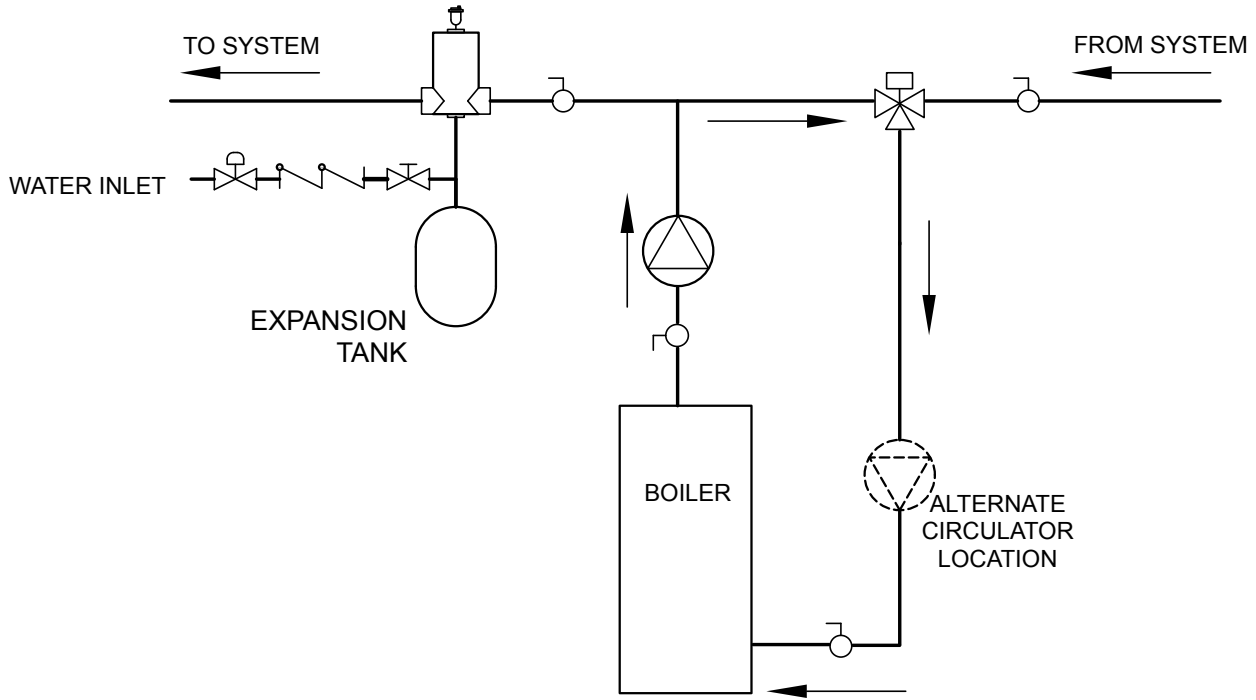 TO SYSTEM
FROM SYSTEM
WATER INLET
EXPANSION
TANK
BOILER
ALTERNATE
CIRCULATOR
LOCATION